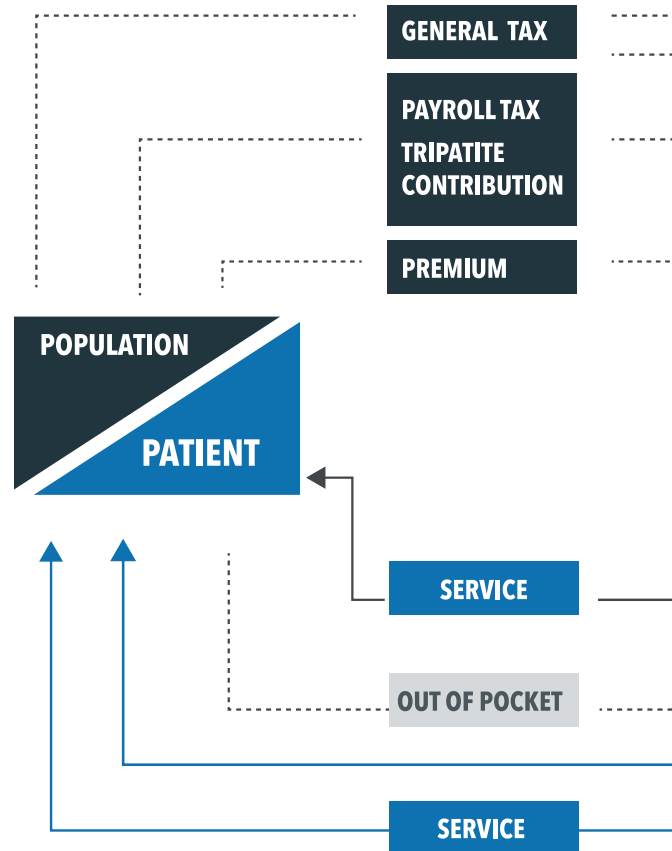 GENERAL TAX
PAYROLL TAX
TRIPATITE
CONTRIBUTION
PREMIUM
POPULATION
PATIENT
SERVICE
OUT OF POCKET
SERVICE